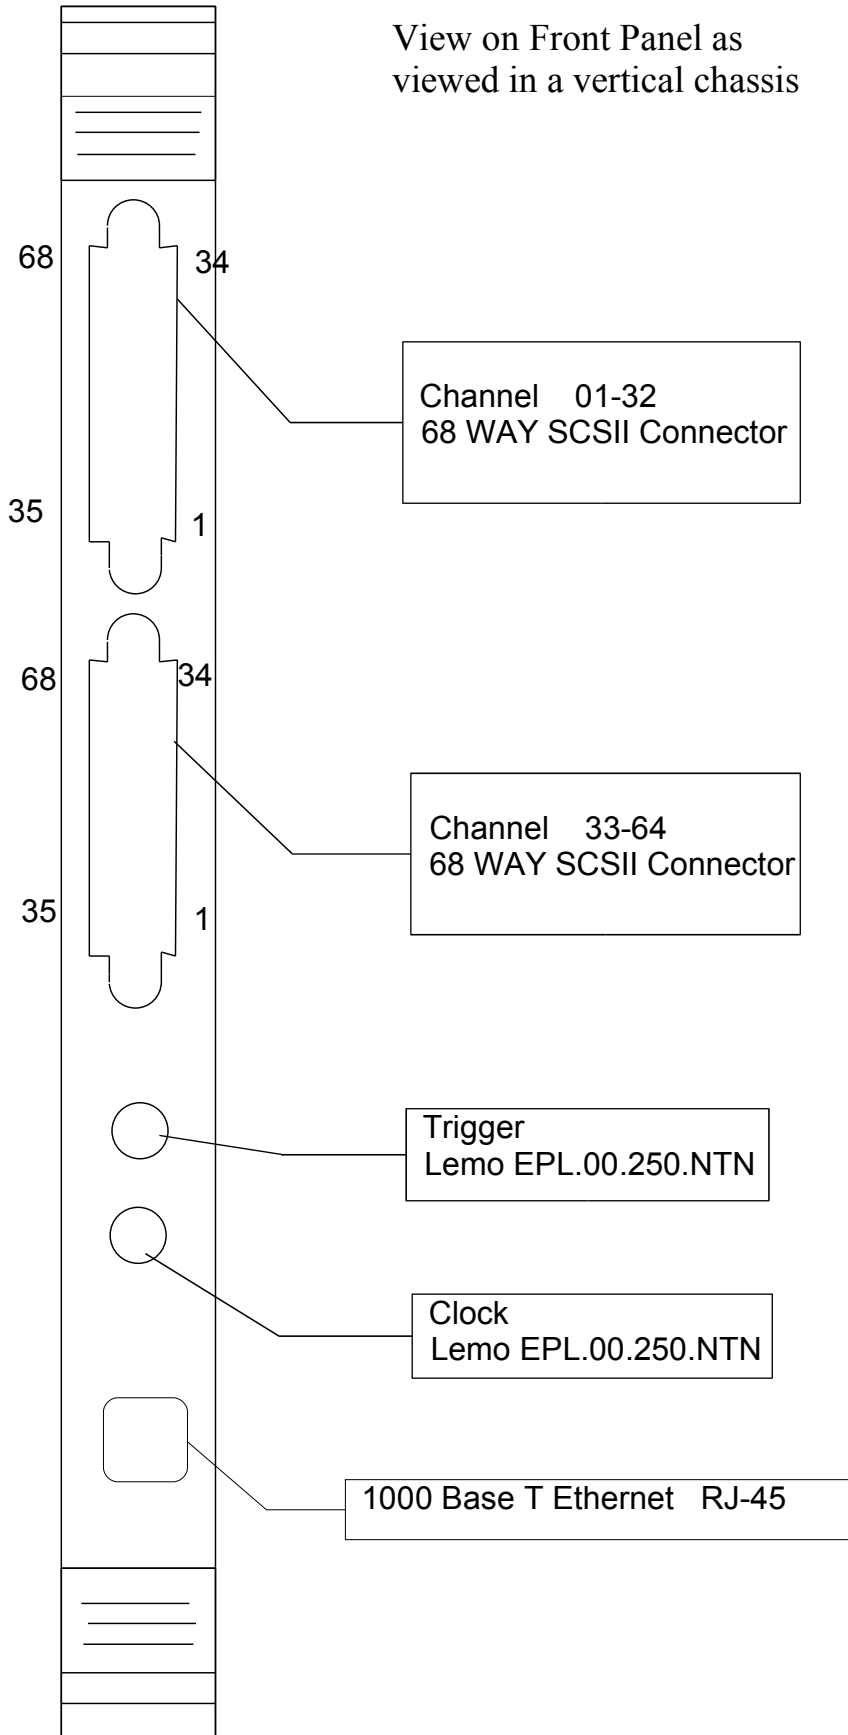 View on Front Panel as
viewed in a vertical chassis
68
34
Channel 01-32
68 WAY SCSII Connector
35
1
68
34
Channel 33-64
68 WAY SCSII Connector
35
1
Trigger
Lemo EPL.00.250.NTN
Clock
Lemo EPL.00.250.NTN
1000 Base T Ethernet RJ-45